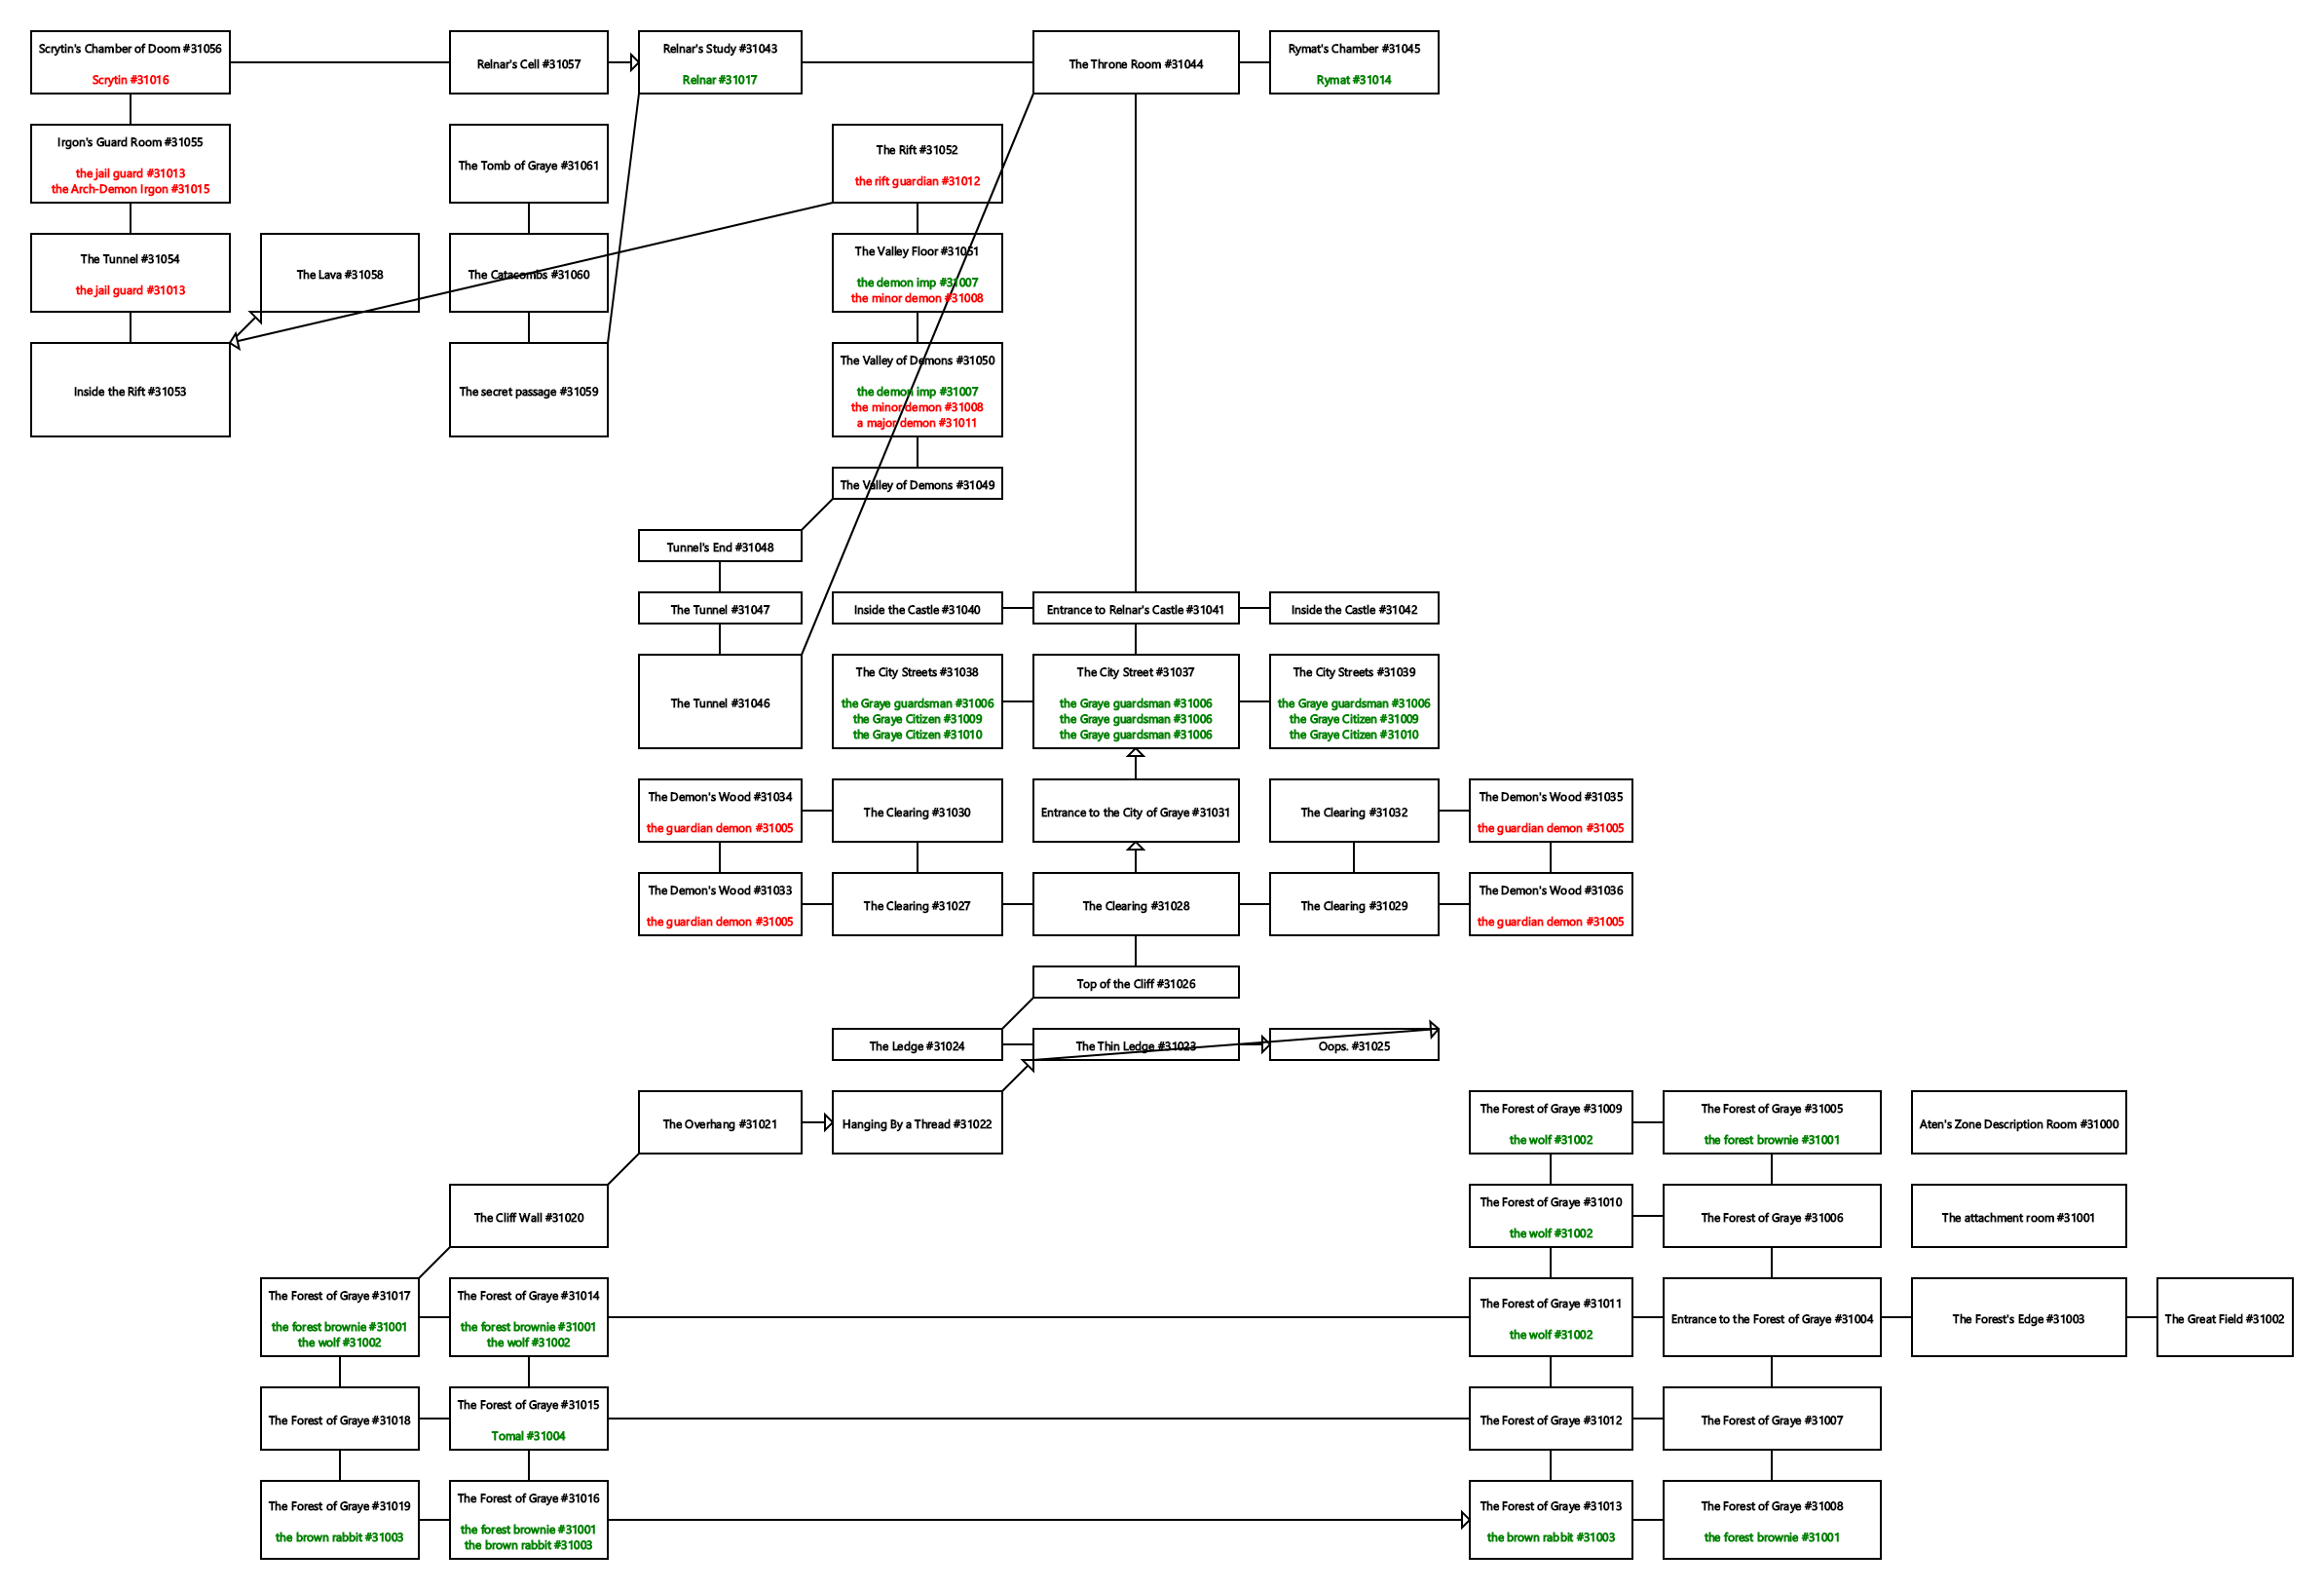 Scrytin's Chamber of Doom #31056
Scrytin #31016
Relnar's Cell #31057
Relnar's Study #31043
Relnar #31017
The Throne Room #31044
Rymat's Chamber #31045
Rymat #31014
Irgon's Guard Room #31055
the jail guard #31013
the Arch-Demon Irgon #31015
The Tomb of Graye #31061
The Rift #31052
the rift guardian #31012
The Tunnel #31054
the jail guard #31013
The Lava #31058
The Catacombs #31060
The Valley Floor #31051
the demon imp #31007
the minor demon #31008
Inside the Rift #31053
The secret passage #31059
The Valley of Demons #31050
the demon imp #31007
the minor demon #31008
a major demon #31011
The Valley of Demons #31049
Tunnel's End #31048
The Tunnel #31047
Inside the Castle #31040
Entrance to Relnar's Castle #31041
Inside the Castle #31042
The Tunnel #31046
The City Streets #31038
the Graye guardsman #31006
the Graye Citizen #31009
the Graye Citizen #31010
The City Street #31037
the Graye guardsman #31006
the Graye guardsman #31006
the Graye guardsman #31006
The City Streets #31039
the Graye guardsman #31006
the Graye Citizen #31009
the Graye Citizen #31010
The Demon's Wood #31034
the guardian demon #31005
The Clearing #31030
Entrance to the City of Graye #31031
The Clearing #31032
The Demon's Wood #31035
the guardian demon #31005
The Demon's Wood #31033
the guardian demon #31005
The Clearing #31027
The Clearing #31028
The Clearing #31029
The Demon's Wood #31036
the guardian demon #31005
Top of the Cliff #31026
The Ledge #31024
The Thin Ledge #31023
Oops. #31025
The Overhang #31021
Hanging By a Thread #31022
The Forest of Graye #31009
the wolf #31002
The Forest of Graye #31005
the forest brownie #31001
Aten's Zone Description Room #31000
The Cliff Wall #31020
The Forest of Graye #31010
the wolf #31002
The Forest of Graye #31006
The attachment room #31001
The Forest of Graye #31017
the forest brownie #31001
the wolf #31002
The Forest of Graye #31014
the forest brownie #31001
the wolf #31002
The Forest of Graye #31011
the wolf #31002
Entrance to the Forest of Graye #31004
The Forest's Edge #31003
The Great Field #31002
The Forest of Graye #31018
The Forest of Graye #31015
Tomal #31004
The Forest of Graye #31012
The Forest of Graye #31007
The Forest of Graye #31019
the brown rabbit #31003
The Forest of Graye #31016
the forest brownie #31001
the brown rabbit #31003
The Forest of Graye #31013
the brown rabbit #31003
The Forest of Graye #31008
the forest brownie #31001